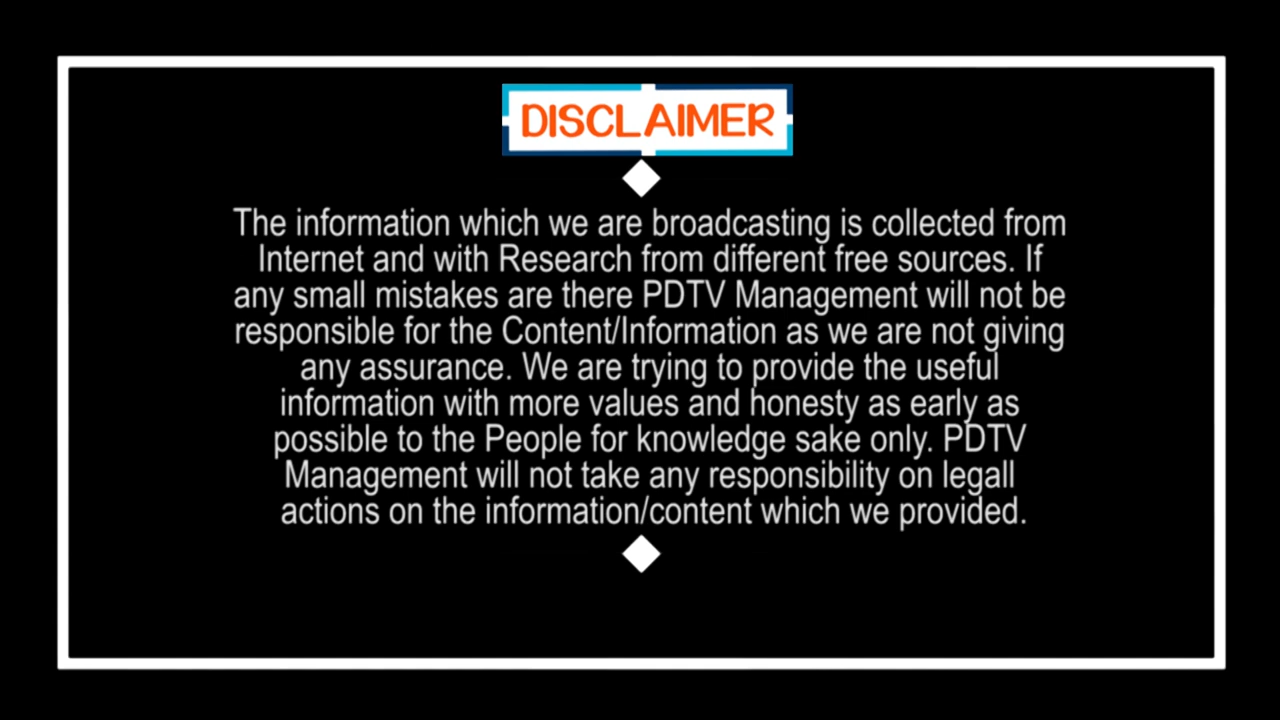 DISCLAIMER
The information which we are broadcasting is collected from
Internet and with Research from different free sources. If
any small mistakes are there PDTV Management will not be
responsible for the Content/Information as we are not giving
any assurance. We are trying to provide the useful
information with more values and honesty as early as
possible to the People for knowledge sake only. PDTV
Management will not take any responsibility on legall
actions on the information/content which we provided.